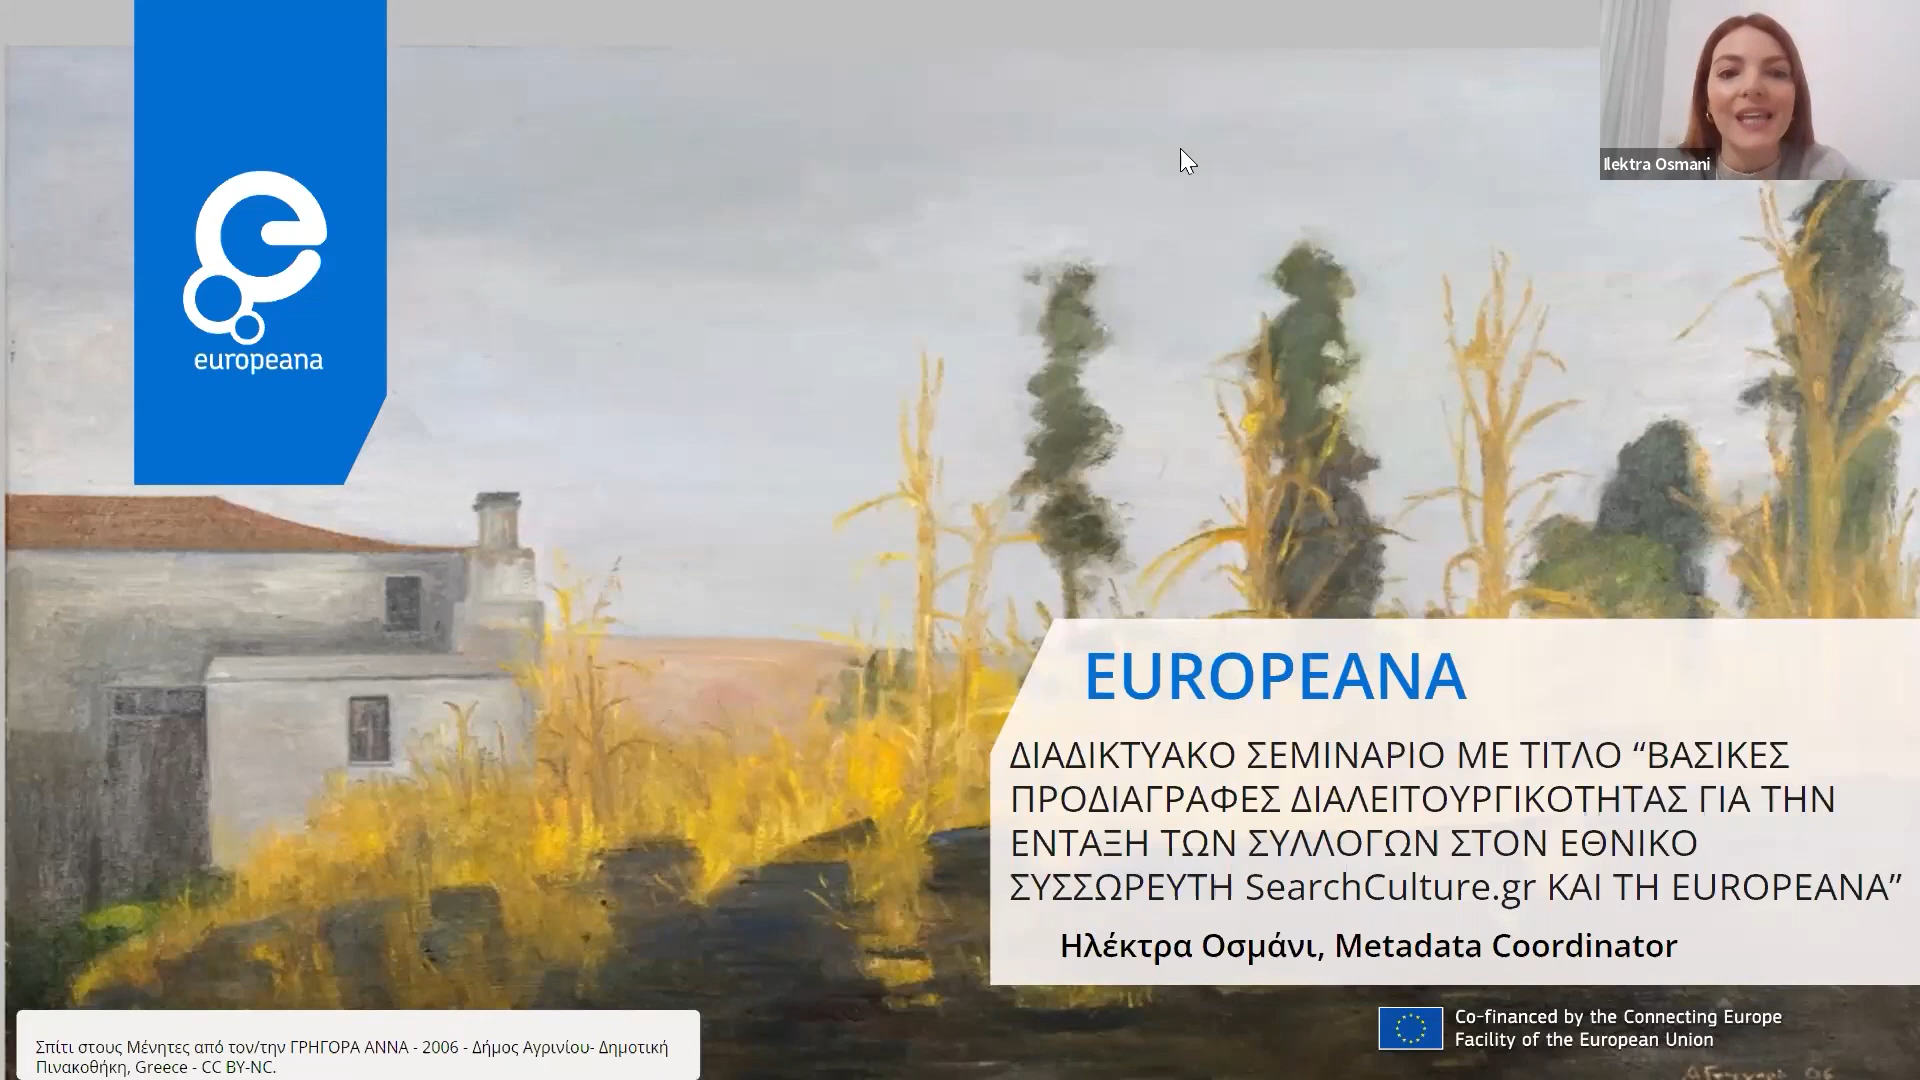 europeana
Ilektra Osmani
EUROPEANA
ΔΙΑΔΙΚΤΥΑΚΟ ΣΕΜΙΝΑΡΙΟ ΜΕ ΤΙΤΛΟ “ΒΑΣΙΚΕΣ
ΠΡΟΔΙΑΓΡΑΦΕΣ ΔΙΑΛΕΙΤΟΥΡΓΙΚΟΤΗΤΑΣ ΓΙΑ ΤΗΝ
ΕΝΤΑΞΗ ΤΩΝ ΣΥΛΛΟΓΩΝ ΣΤΟΝ ΕΘΝΙΚΟ
ΣΥΣΣΩΡΕΥΤΗ SearchCulture.gr ΚΑΙ ΤΗ EUROPEANA”
Ηλέκτρα Οσμάνι, Metadata Coordinator
Co-financed by the Connecting Europe
Facility of the European Union
Σπίτι στους Μένητες από τον/την ΓΡΗΓΟΡΑ ΑΝΝΑ - 2006 - Δήμος Αγρινίου- Δημοτική
Πινακοθήκη, Greece - CC BY-NC.